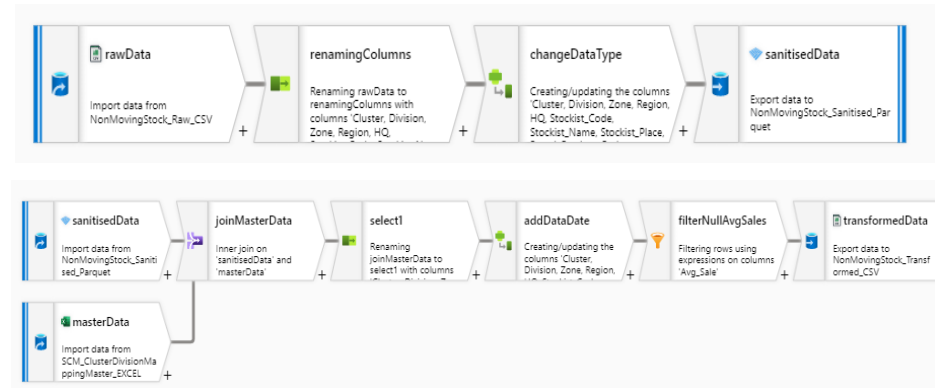 rawData
Import data from
NonMovingStock_Raw_CSV
+
renamingColumns
Renaming rawData to
renamingColumns with
columns 'Cluster, Division,
Zone, Region, HQ,
+
changeDataType
Creating/updating the columns
'Cluster, Division, Zone, Region,
HQ, Stockist_Code,
Stockist_Name, Stockist_Place,
+
sanitisedData
Export data to
NonMovingStock_Sanitised_Par
quet
sanitisedData
Import data from
NonMovingStock_Saniti
sed_Parquet
+
joinMasterData
Inner join on
'sanitisedData' and
'masterData'
+
select1
Renaming
joinMasterData to
select1 with columns
+
addDataDate
Creating/updating the
columns 'Cluster,
Division, Zone, Region,
+
filterNullAvgSales
Filtering rows using
expressions on columns
'Avg_Sale'
+
transformedData
Export data to
NonMovingStock_Transf
ormed_CSV
masterData
Import data from
SCM_ClusterDivisionMa
ppingMaster_EXCEL
+